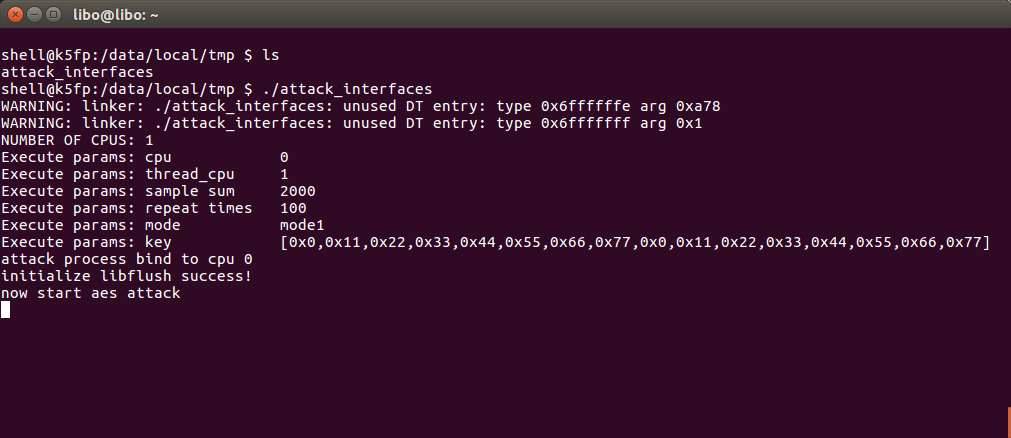 libo@libo: ~
shell@k5fp:/data/local/tmp $ ls
attack_interfaces
shell@k5fp:/data/local/tmp $ ./attack_interfaces
WARNING: linker: ./attack_interfaces: unused DT entry: type 0x6ffffffe arg 0xa78
WARNING: linker: ./attack_interfaces: unused DT entry: type 0x6fffffff arg 0x1
NUMBER OF CPUS: 1
Execute params: cpu            0
Execute params: thread_cpu     1
Execute params: sample sum     2000
Execute params: repeat times   100
Execute params: mode           mode1
Execute params: key            [0x0,0x11,0x22,0x33,0x44,0x55,0x66,0x77,0x0,0x11,0x22,0x33,0x44,0x55,0x66,0x77]
attack process bind to cpu 0
initialize libflush success!
now start aes attack